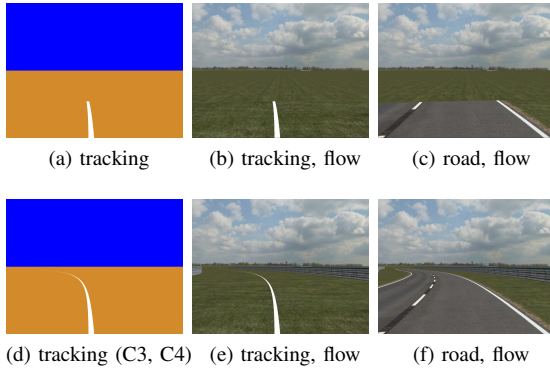 (a) tracking
(b) tracking, flow
(c) road, flow
(d) tracking (C3, C4)
(e) tracking, flow
(f) road, flow